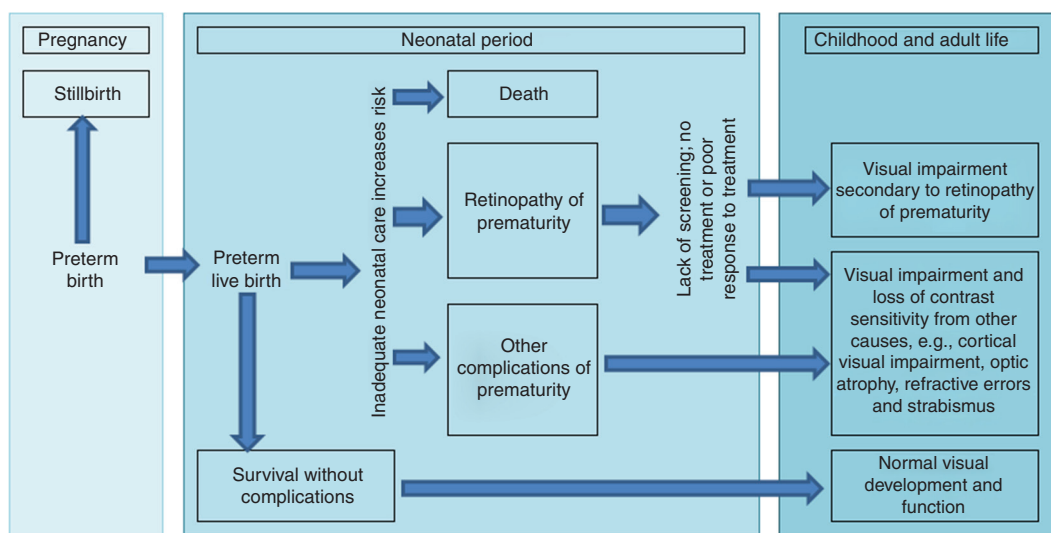 Pregnancy
Stillbirth
Preterm
birth
Neonatal period
Preterm
live birth
Inadequate neonatal care increases risk
Death
Retinopathy of
prematurity
Other
complications of
prematurity
Survival without
complications
Lack of screening; no
treatment or poor
response to treatment
Childhood and adult life
Visual impairment
secondary to retinopathy
of prematurity
Visual impairment and
loss of contrast
sensitivity from other
causes, e.g., cortical
visual impairment, optic
atrophy, refractive errors
and strabismus
Normal visual
development and
function